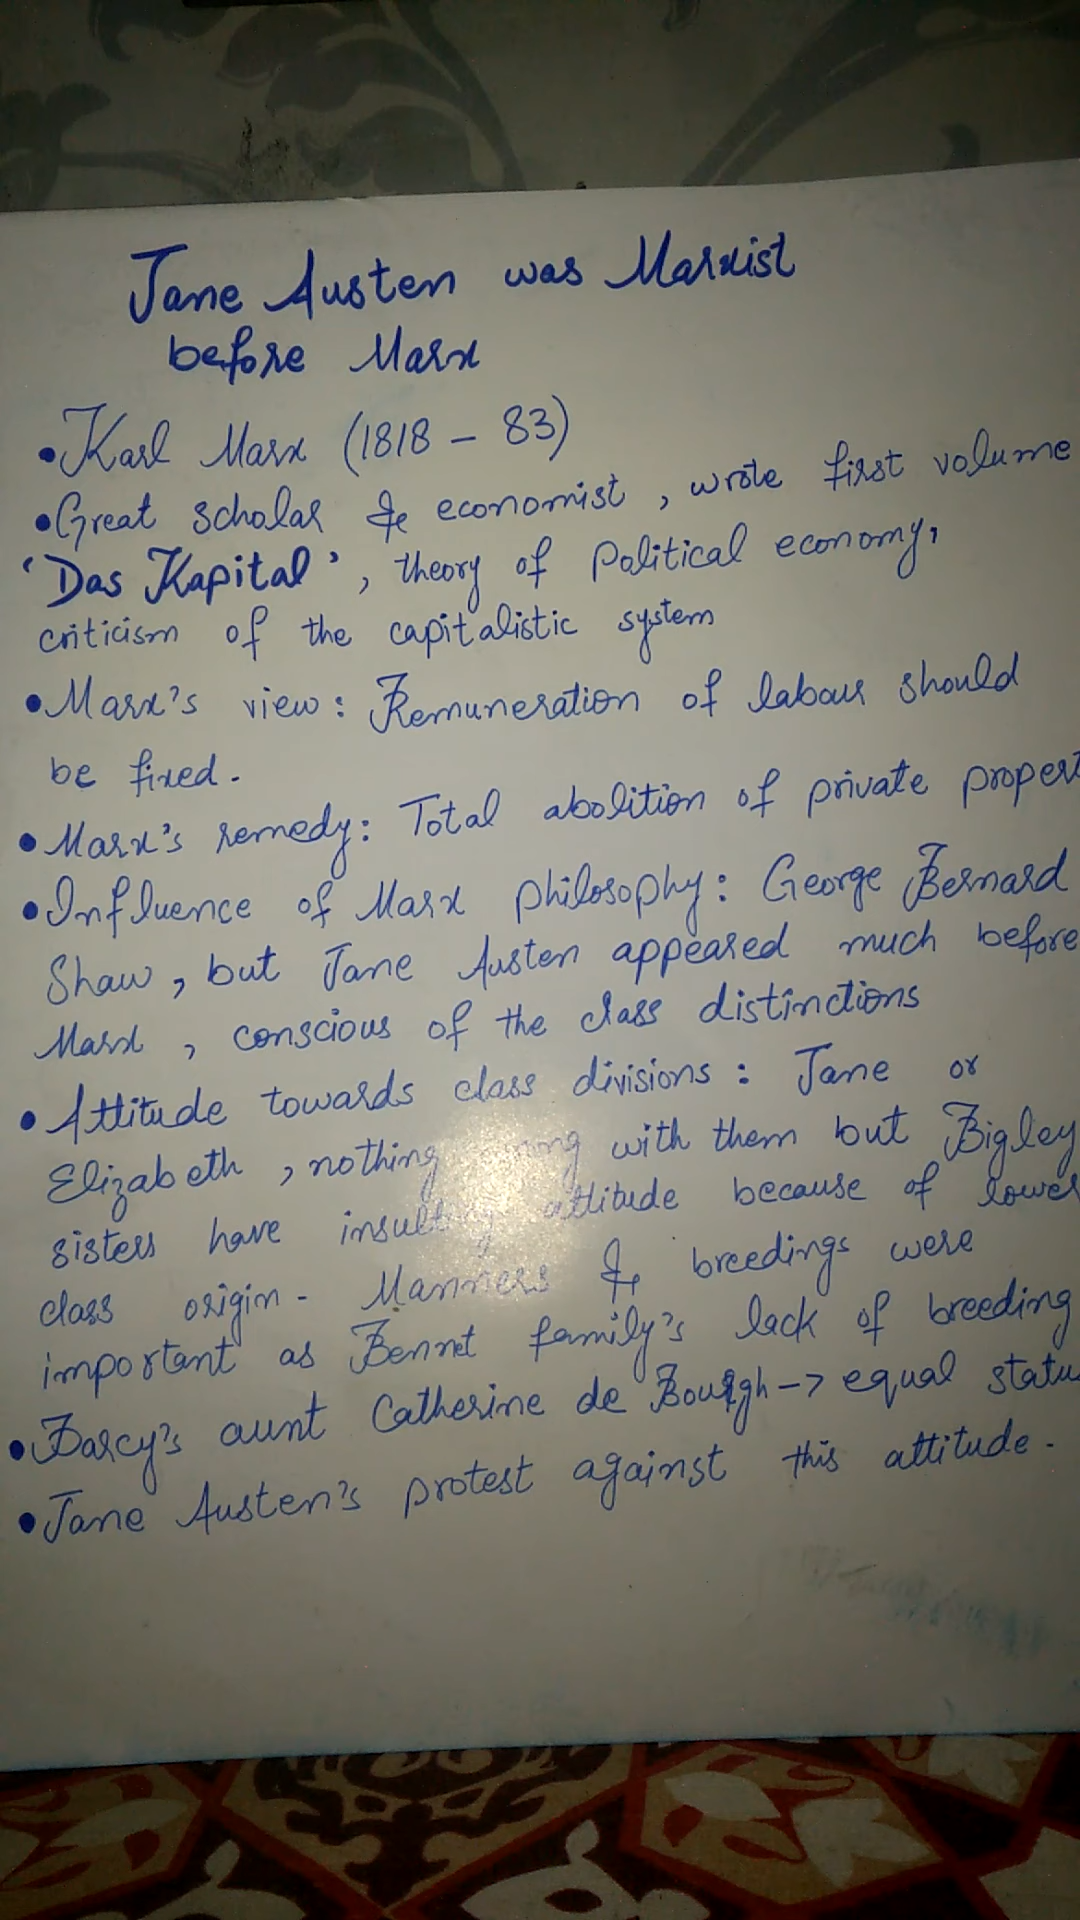 Jane Austen was Marxist
before Marx
•Karl Marx (1818 - 83)
•Great scholar & economist, wrote first volume
'Das Kapital', theory of Political economy,
criticism of the capitalistic system
•Marx's view: Remuneration of labour should
be fixed.
•Marx's remedy: Total abolition of private propert
•Influence of Marx philosophy: George Bernard
Shaw, but Jane Austen appeared much before
Marx, conscious of the class distinctions
•Attitude towards class divisions: Jane or
Elizabeth, nothing wrong with them but Bigley
sisters have insulting attitude because of lower
class origin- Manners & breedings were
important as Bennet family's lack of breeding
•Darcy's aunt Catherine de Bourgh-> equal statu
•Jane Austen's protest against this attitude.